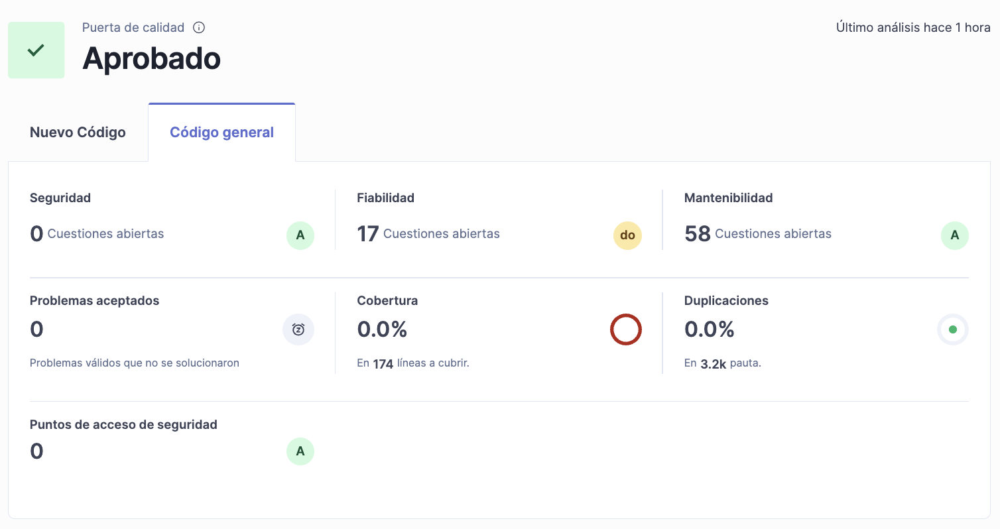 Puerta de calidad
Último análisis hace 1 hora
Aprobado
Nuevo Código
Código general
Seguridad
0 Cuestiones abiertas
A
Fiabilidad
17 Cuestiones abiertas
do
Mantenibilidad
58 Cuestiones abiertas
A
Problemas aceptados
0
Problemas válidos que no se solucionaron
Cobertura
0.0%
En 174 líneas a cubrir.
Duplicaciones
0.0%
En 3.2k pauta.
Puntos de acceso de seguridad
0
A